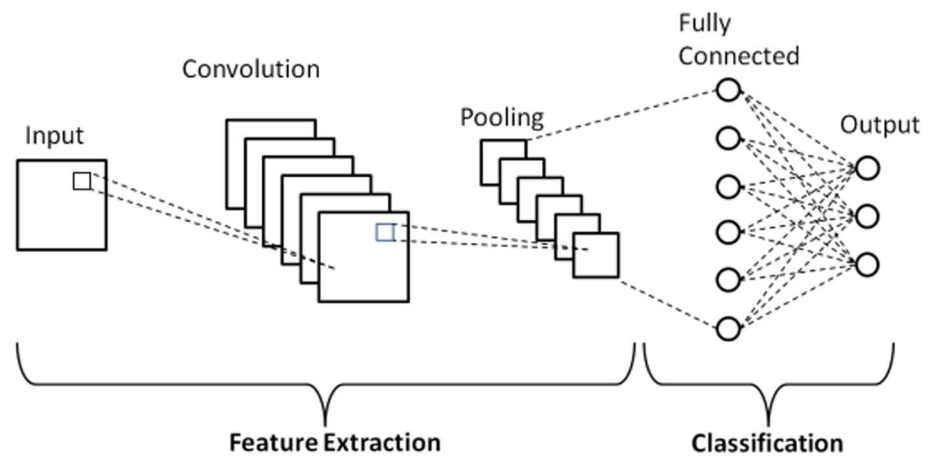 Input
Convolution
Pooling
Fully
Connected
Output
Feature Extraction
Classification